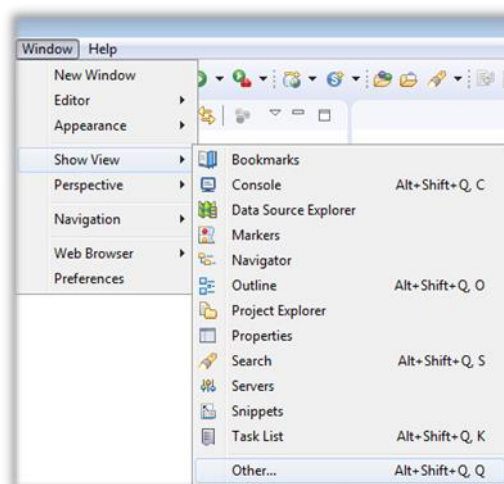 Window Help
New Window
Editor
Appearance
Show View
Perspective
Navigation
Web Browser
Preferences
Bookmarks
Console Alt+Shift+Q, C
Data Source Explorer
Markers
Navigator
Outline Alt+Shift+Q, O
Project Explorer
Properties
Search Alt+Shift+Q, S
Servers
Snippets
Task List Alt+Shift+Q, K
Other... Alt+Shift+Q, Q